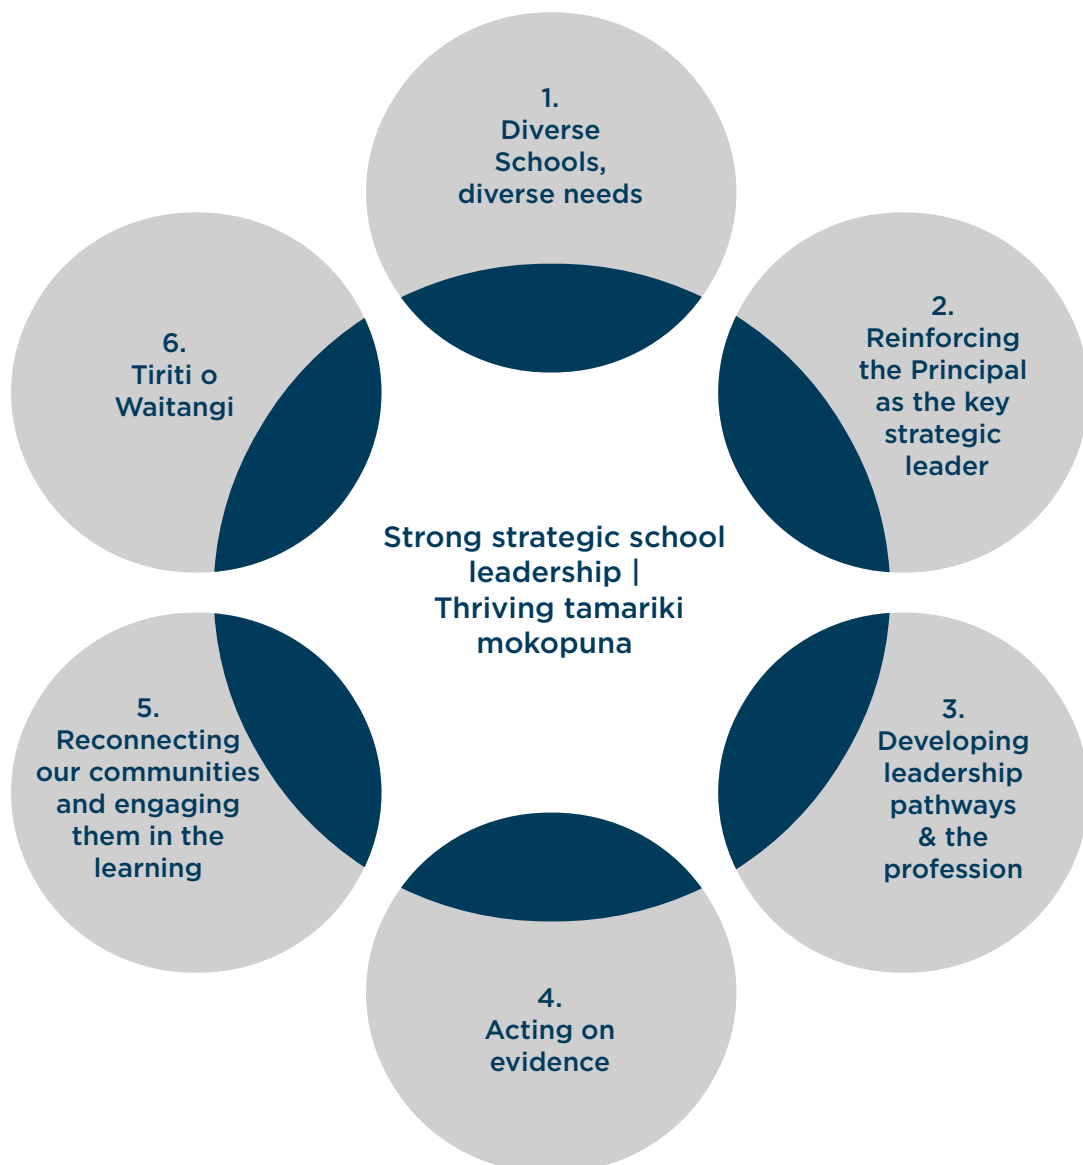 1.
Diverse
Schools,
diverse needs
2.
Reinforcing
the Principal
as the key
strategic
leader
3.
Developing
leadership
pathways
& the
profession
4.
Acting on
evidence
5.
Reconnecting
our communities
and engaging
them in the
learning
6.
Tiriti o
Waitangi
Strong strategic school
leadership |
Thriving tamariki
mokopuna